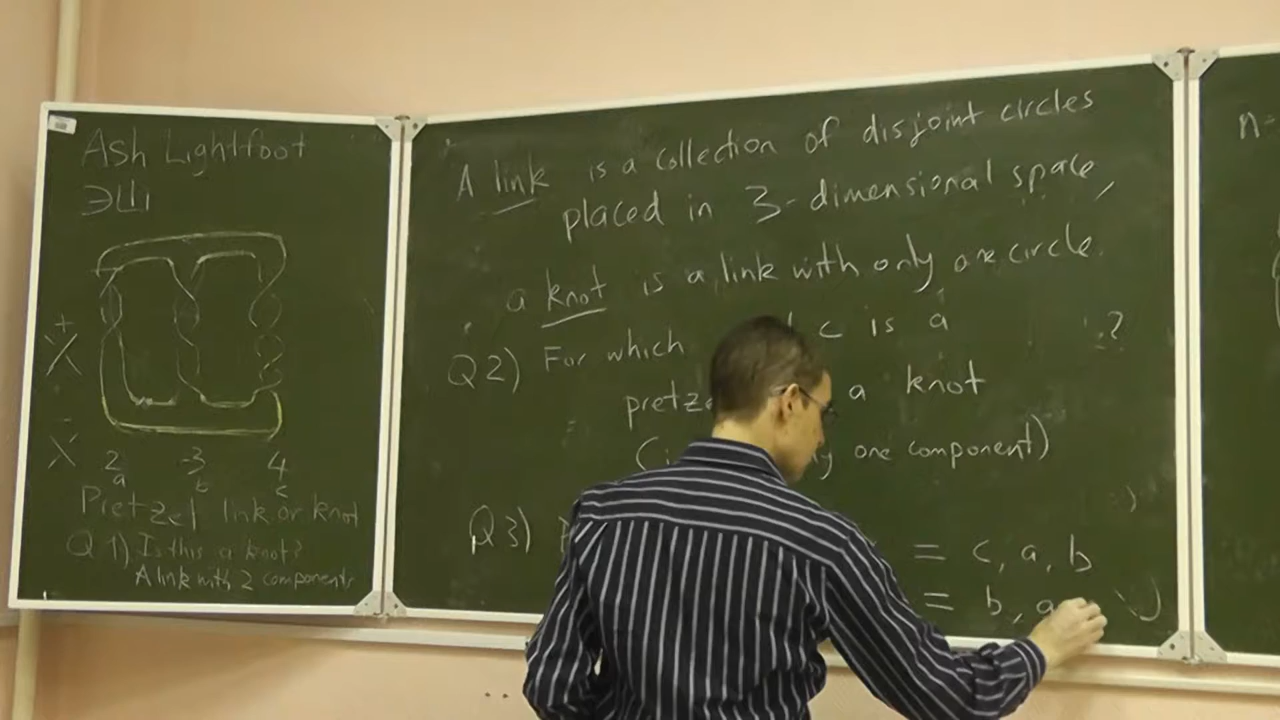 Ash Lightfoot
ЭШ
+
-
2 -3 4
a b c
Pretzel link or knot
Q1) Is this a knot?
A link with 2 components
A link is a collection of disjoint circles
placed in 3-dimensional space,
a knot is a link with only one circle.
Q2) For which c is a ?
a knot
one component)
Q3)
= c, a, b
= b, a
n=